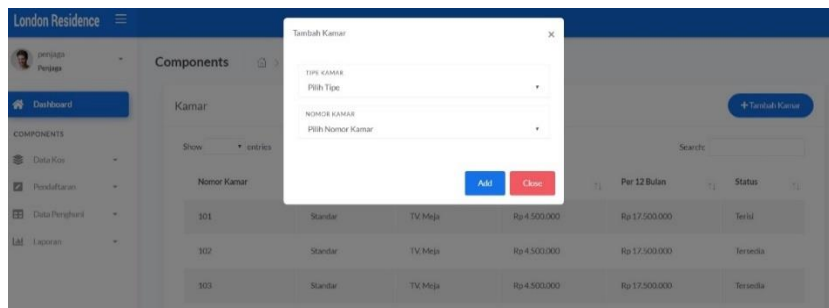 London Residence
Tambah Kamar
penjaga
Penjaga
Components
TIPE KAMAR
Pilih Tipe
Dashboard
Kamar
+ Tambah Kamar
NOMOR KAMAR
Pilih Nomor Kamar
COMPONENTS
Show entries
Search:
Data Kos
Add
Close
Nomor Kamar
Per 12 Bulan
Status
Pendaftaran
101 Standar TV, Meja Rp 4.500.000 Rp 17.500.000 Terisi
Data Penghuni
Laporan
102 Standar TV, Meja Rp 4.500.000 Rp 17.500.000 Tersedia
103 Standar TV, Meja Rp 4.500.000 Rp 17.500.000 Tersedia